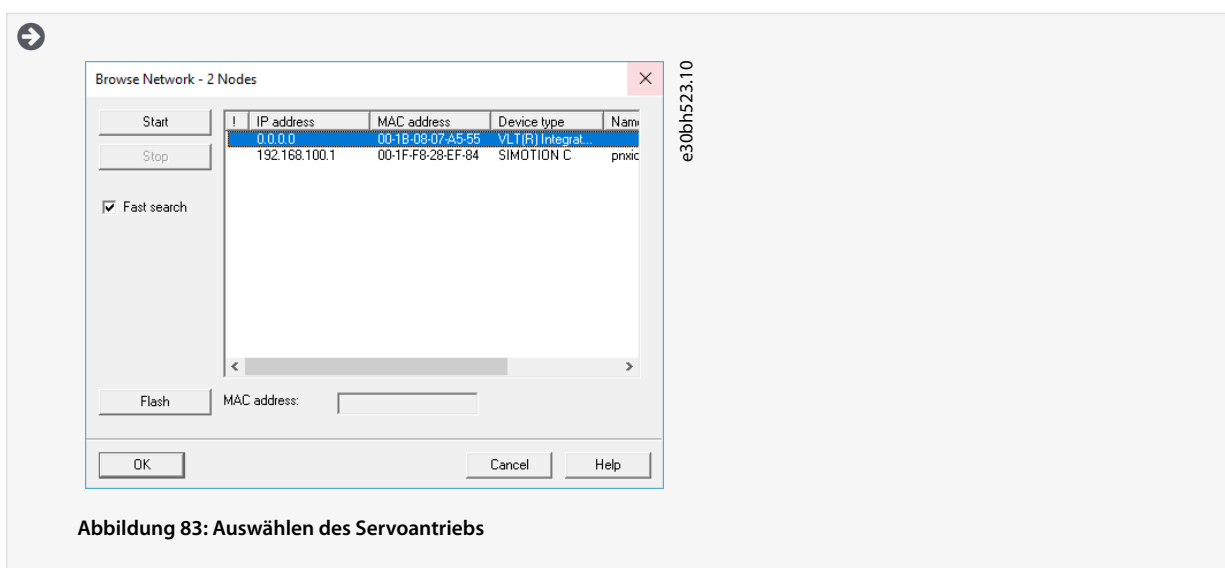 Browse Network - 2 Nodes
Start
Stop
Fast search
! IP address MAC address Device type Nam
0.0.0.0 00-1B-08-07-A5-55 VLT(R) Integrat...
192.168.100.1 00-1F-F8-28-EF-84 SIMOTION C pnxic
Flash
MAC address:
OK
Cancel
Help
e30bh523.10
Abbildung 83: Auswählen des Servoantriebs